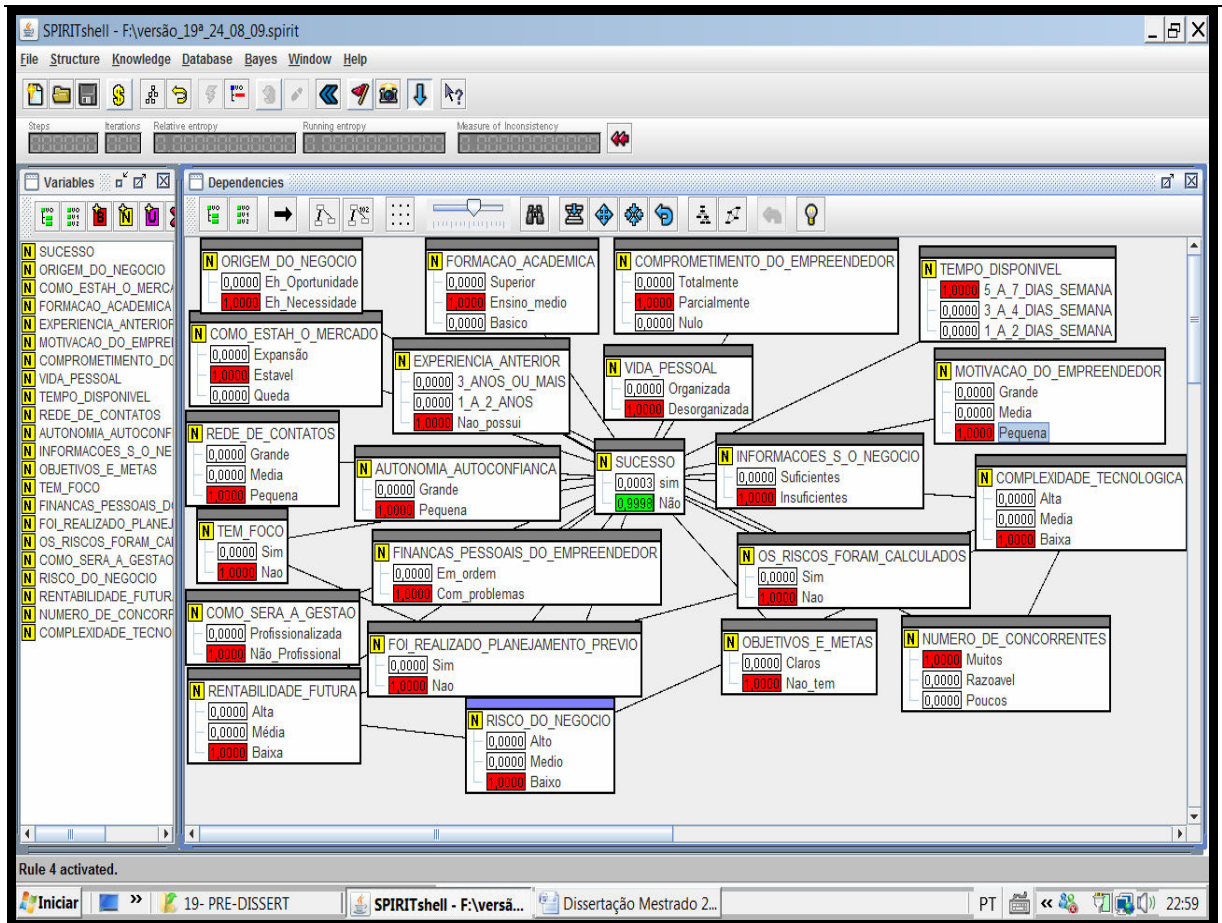 SPIRITshell - F:\versão_19ª_24_08_09.spirit
File Structure Knowledge Database Bayes Window Help
Steps Iterations Relative entropy Running entropy Measure of Inconsistency
Variables
SUCESSO
ORIGEM_DO_NEGOCIO
COMO_ESTAH_O_MERCA
FORMACAO_ACADEMICA
EXPERIENCIA_ANTERIOR
MOTIVACAO_DO_EMPREI
COMPROMETIMENTO_DO
VIDA_PESSOAL
TEMPO_DISPONIVEL
REDE_DE_CONTATOS
AUTONOMIA_AUTOCONF
INFORMACOES_S_O_NE
OBJETIVOS_E_METAS
TEM_FOCO
FINANCAS_PESSOAIS_D
FOI_REALIZADO_PLANEJ
OS_RISCOS_FORAM_CA
COMO_SERA_A_GESTAO
RISCO_DO_NEGOCIO
RENTABILIDADE_FUTUR
NUMERO_DE_CONCORR
COMPLEXIDADE_TECNO
Dependencies
N ORIGEM_DO_NEGOCIO
0,0000 Eh_Oportunidade
1,0000 Eh_Necessidade
N FORMACAO_ACADEMICA
0,0000 Superior
1,0000 Ensino_medio
0,0000 Basico
N COMPROMETIMENTO_DO_EMPREENDEDOR
0,0000 Totalmente
1,0000 Parcialmente
0,0000 Nulo
N TEMPO_DISPONIVEL
1,0000 5_A_7_DIAS_SEMANA
0,0000 3_A_4_DIAS_SEMANA
0,0000 1_A_2_DIAS_SEMANA
N COMO_ESTAH_O_MERCADO
0,0000 Expansão
1,0000 Estavel
0,0000 Queda
N EXPERIENCIA_ANTERIOR
0,0000 3_ANOS_OU_MAIS
0,0000 1_A_2_ANOS
1,0000 Nao_possui
N VIDA_PESSOAL
0,0000 Organizada
1,0000 Desorganizada
N MOTIVACAO_DO_EMPREENDEDOR
0,0000 Grande
0,0000 Media
1,0000 Pequena
N REDE_DE_CONTATOS
0,0000 Grande
0,0000 Media
1,0000 Pequena
N AUTONOMIA_AUTOCONFIANCA
0,0000 Grande
1,0000 Pequena
N SUCESSO
0,0003 sim
0,9998 Não
N INFORMACOES_S_O_NEGOCIO
0,0000 Suficientes
1,0000 Insuficientes
N COMPLEXIDADE_TECNOLOGICA
0,0000 Alta
0,0000 Media
1,0000 Baixa
N TEM_FOCO
0,0000 Sim
1,0000 Nao
N FINANCAS_PESSOAIS_DO_EMPREENDEDOR
0,0000 Em_ordem
1,0000 Com_problemas
N OS_RISCOS_FORAM_CALCULADOS
0,0000 Sim
1,0000 Nao
N COMO_SERA_A_GESTAO
0,0000 Profissionalizada
1,0000 Não_Profissional
N FOI_REALIZADO_PLANEJAMENTO_PREVIO
0,0000 Sim
1,0000 Nao
N OBJETIVOS_E_METAS
0,0000 Claros
1,0000 Nao_tem
N NUMERO_DE_CONCORRENTES
1,0000 Muitos
0,0000 Razoavel
0,0000 Poucos
N RENTABILIDADE_FUTURA
0,0000 Alta
0,0000 Média
1,0000 Baixa
N RISCO_DO_NEGOCIO
0,0000 Alto
0,0000 Medio
1,0000 Baixo
Rule 4 activated.
Iniciar » 19- PRE-DISSERT SPIRITshell - F:\versã... Dissertação Mestrado 2... PT « 22:59